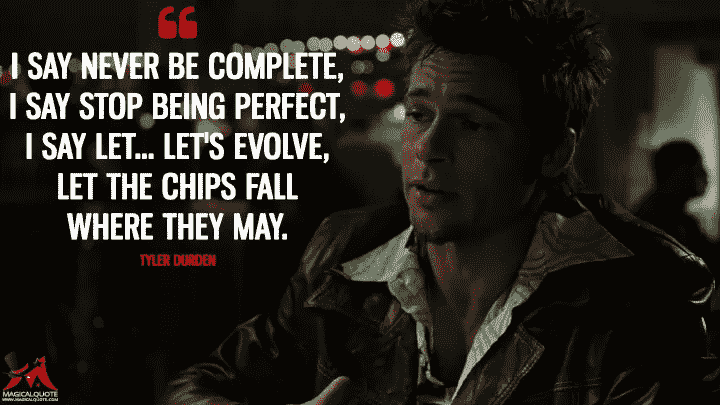 I SAY NEVER BE COMPLETE,
I SAY STOP BEING PERFECT,
I SAY LET... LET'S EVOLVE,
LET THE CHIPS FALL
WHERE THEY MAY.
TYLER DURDEN
MAGICALQUOTE
WWW.MAGICALQUOTE.COM